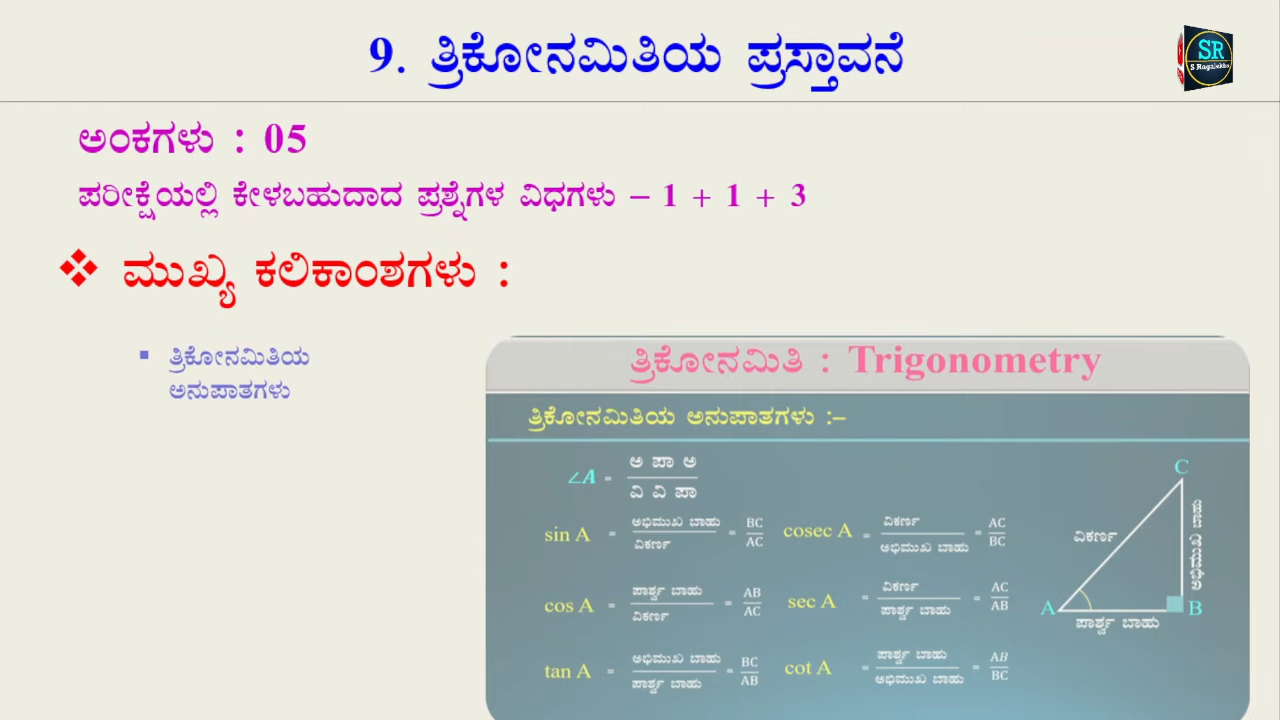 9. ತ್ರಿಕೋನಮಿತಿಯ ಪ್ರಸ್ತಾವನೆ
SR
S Ragalekha
ಅಂಕಗಳು : 05
ಪರೀಕ್ಷೆಯಲ್ಲಿ ಕೇಳಬಹುದಾದ ಪ್ರಶ್ನೆಗಳ ವಿಧಗಳು – 1 + 1 + 3
❖ ಮುಖ್ಯ ಕಲಿಕಾಂಶಗಳು :
▪ ತ್ರಿಕೋನಮಿತಿಯ
ಅನುಪಾತಗಳು
ತ್ರಿಕೋನಮಿತಿ : Trigonometry
ತ್ರಿಕೋನಮಿತಿಯ ಅನುಪಾತಗಳು :–
∠A = ಅ ಪಾ ಅ / ವಿ ವಿ ಪಾ
sin A = ಅಭಿಮುಖ ಬಾಹು / ವಿಕರ್ಣ = BC / AC
cosec A = ವಿಕರ್ಣ / ಅಭಿಮುಖ ಬಾಹು = AC / BC
cos A = ಪಾರ್ಶ್ವ ಬಾಹು / ವಿಕರ್ಣ = AB / AC
sec A = ವಿಕರ್ಣ / ಪಾರ್ಶ್ವ ಬಾಹು = AC / AB
tan A = ಅಭಿಮುಖ ಬಾಹು / ಪಾರ್ಶ್ವ ಬಾಹು = BC / AB
cot A = ಪಾರ್ಶ್ವ ಬಾಹು / ಅಭಿಮುಖ ಬಾಹು = AB / BC
C
ವಿಕರ್ಣ
ಅಭಿಮುಖ ಬಾಹು
A
B
ಪಾರ್ಶ್ವ ಬಾಹು